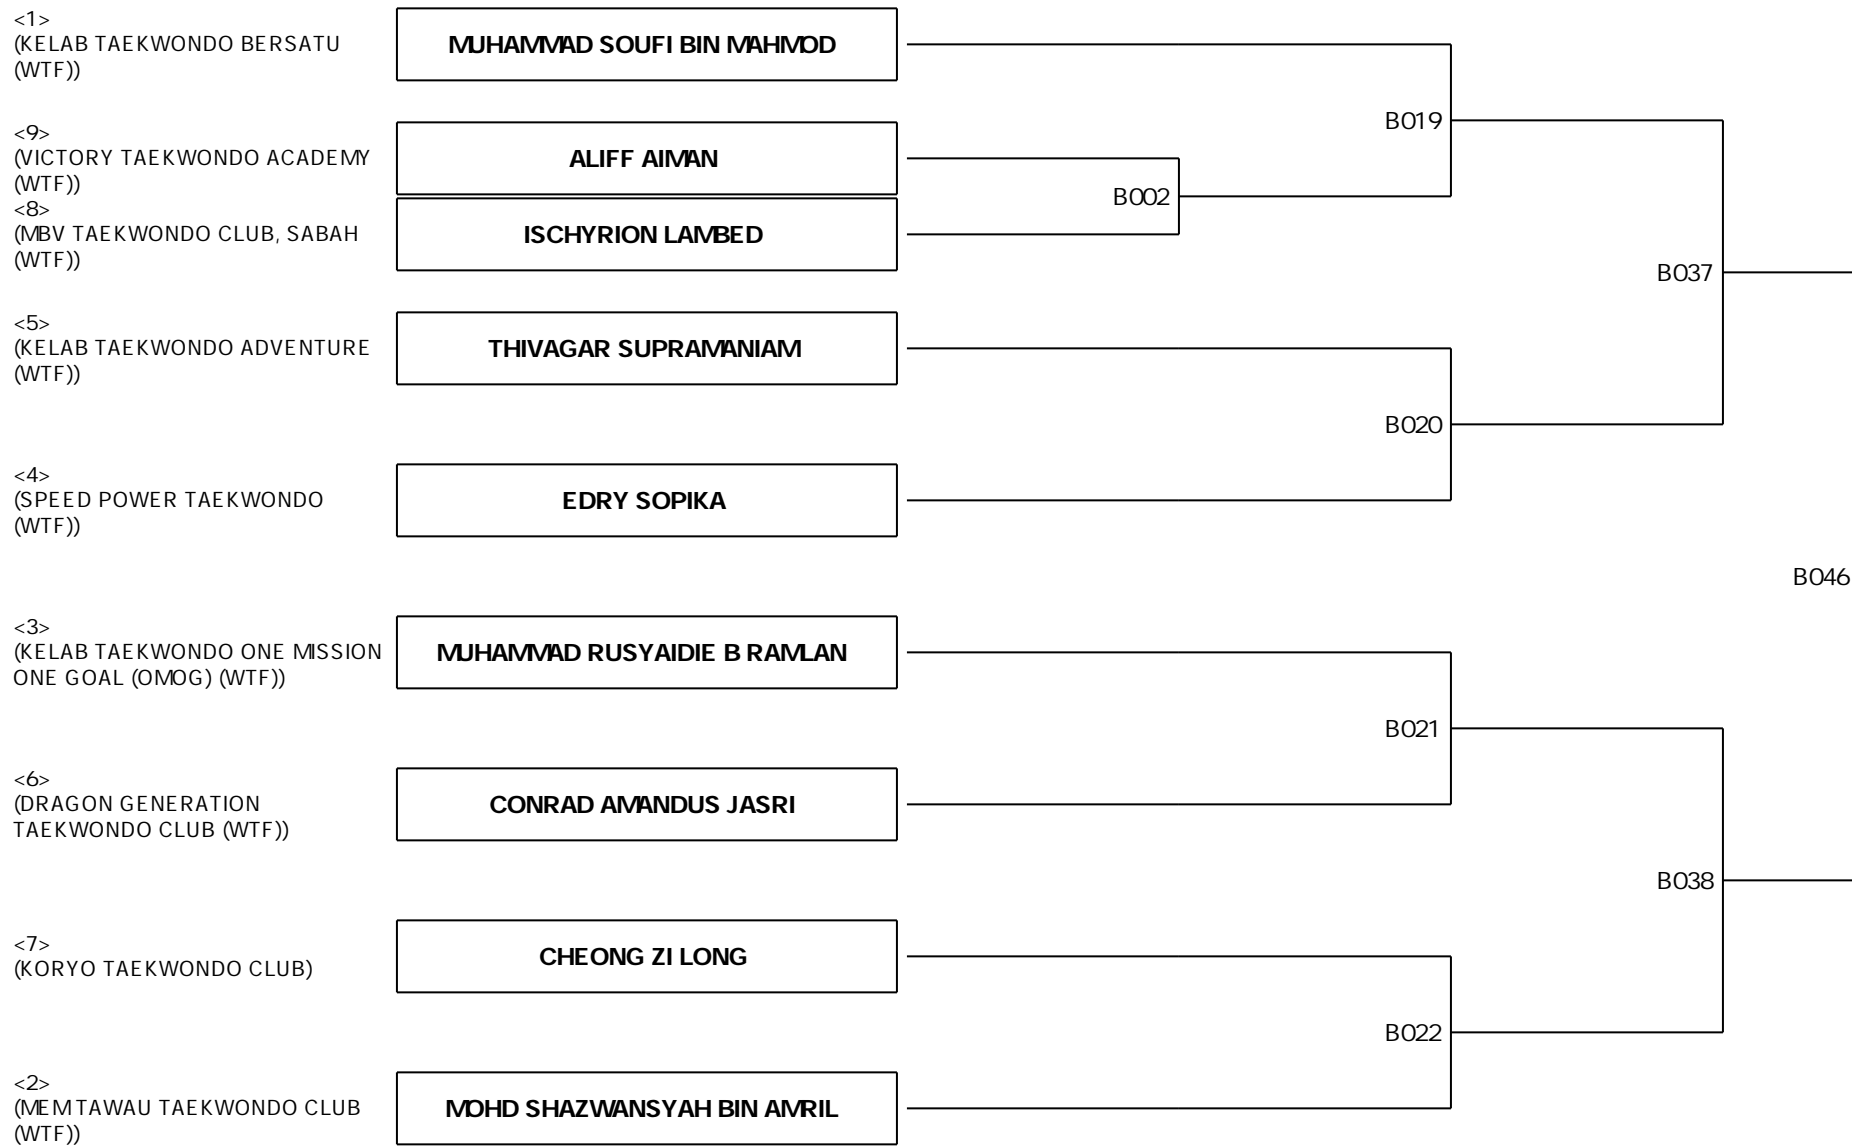 <1>
(KELAB TAEKWONDO BERSATU
(WTF))
MUHAMMAD SOUFI BIN MAHMOD
B019
<9>
(VICTORY TAEKWONDO ACADEMY
(WTF))
ALIFF AIMAN
B002
<8>
(MBV TAEKWONDO CLUB, SABAH
(WTF))
ISCHYRION LAMBED
B037
<5>
(KELAB TAEKWONDO ADVENTURE
(WTF))
THIVAGAR SUPRAMANIAM
B020
<4>
(SPEED POWER TAEKWONDO
(WTF))
EDRY SOPIKA
B046
<3>
(KELAB TAEKWONDO ONE MISSION
ONE GOAL (OMOG) (WTF))
MUHAMMAD RUSYAIDIE B RAMLAN
B021
<6>
(DRAGON GENERATION
TAEKWONDO CLUB (WTF))
CONRAD AMANDUS JASRI
B038
<7>
(KORYO TAEKWONDO CLUB)
CHEONG ZI LONG
B022
<2>
(MEM TAWAU TAEKWONDO CLUB
(WTF))
MOHD SHAZWANSYAH BIN AMRIL